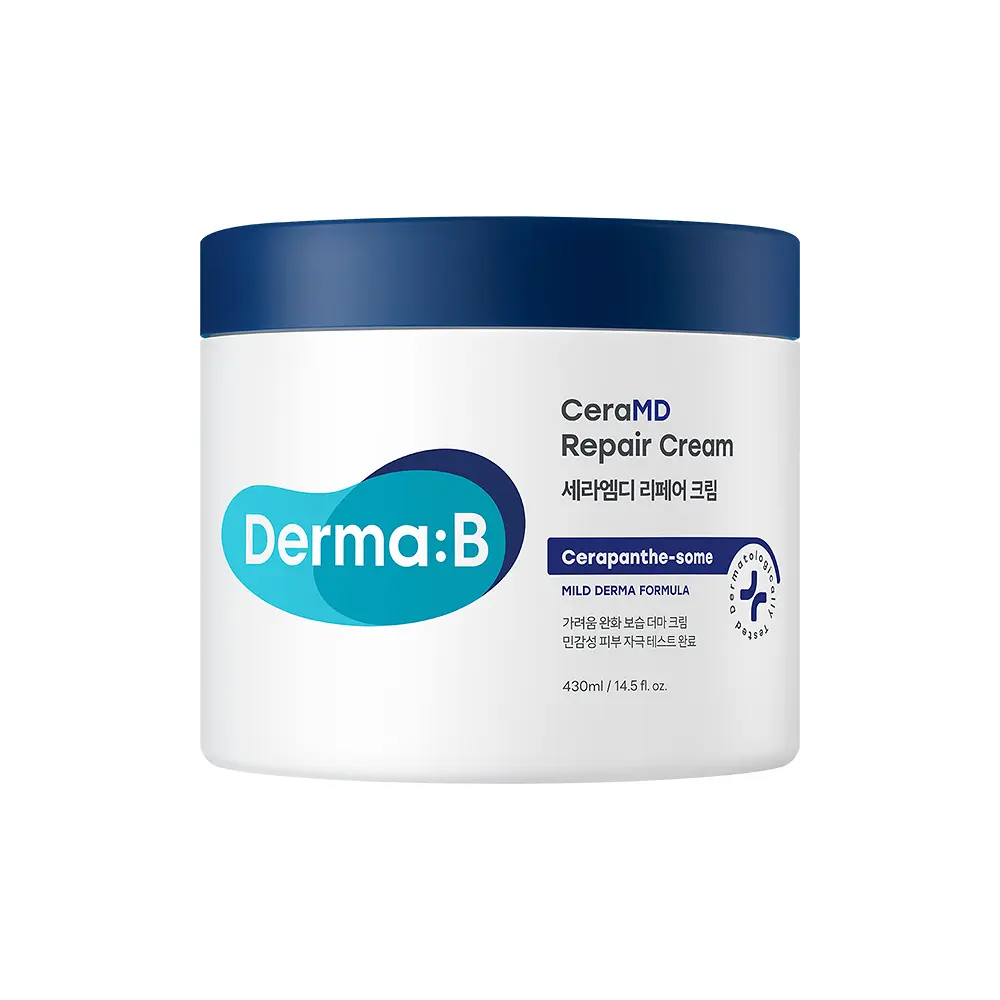 Derma:B
CeraMD
Repair Cream
세라엠디 리페어 크림
Cerapanthe-some
MILD DERMA FORMULA
Dermatologically Tested
가려움 완화 보습 더마 크림
민감성 피부 자극 테스트 완료
430ml / 14.5 fl. oz.